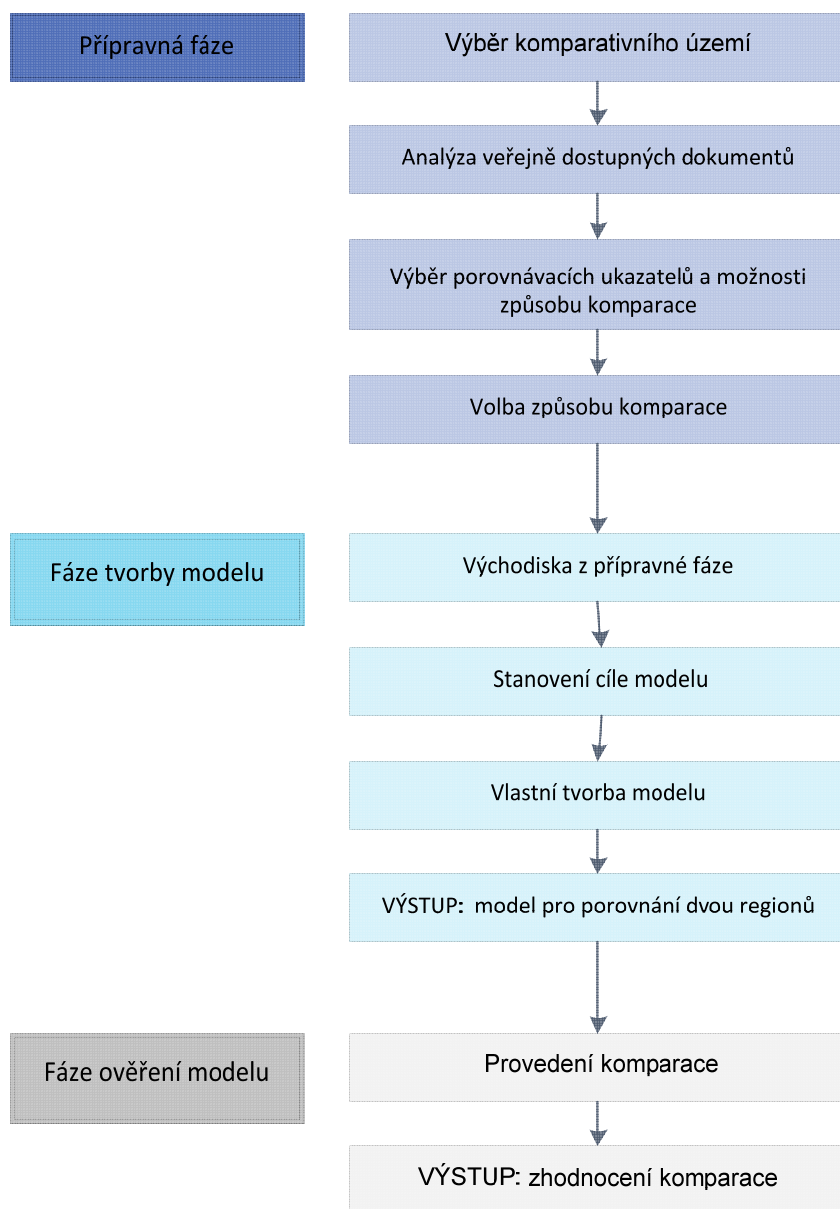 Přípravná fáze
Výběr komparativního území
Analýza veřejně dostupných dokumentů
Výběr porovnávacích ukazatelů a možnosti
způsobu komparace
Volba způsobu komparace
Fáze tvorby modelu
Východiska z přípravné fáze
Stanovení cíle modelu
Vlastní tvorba modelu
VÝSTUP: model pro porovnání dvou regionů
Fáze ověření modelu
Provedení komparace
VÝSTUP: zhodnocení komparace